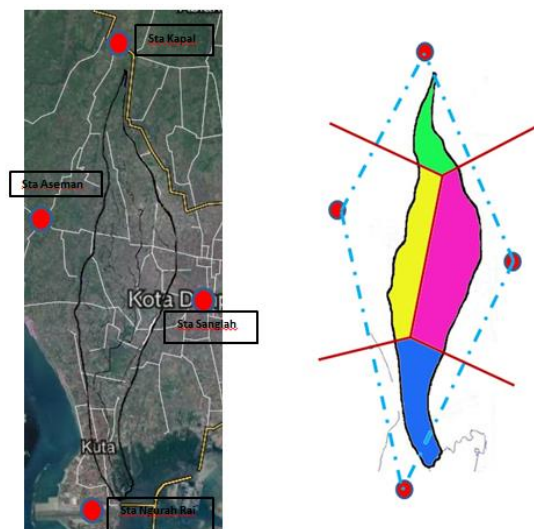 Sta Kapal
Sta Aseman
Kota D
Sta Sanglah
Kuta
Sta Ngurah Rai